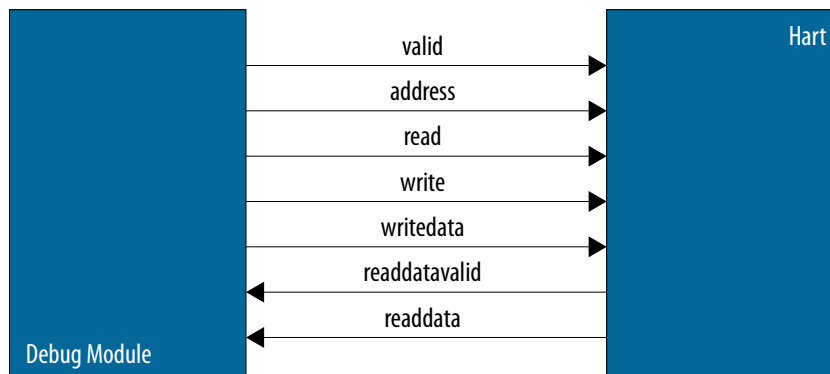 valid
Hart
address
read
write
writedata
readdatavalid
readdata
Debug Module